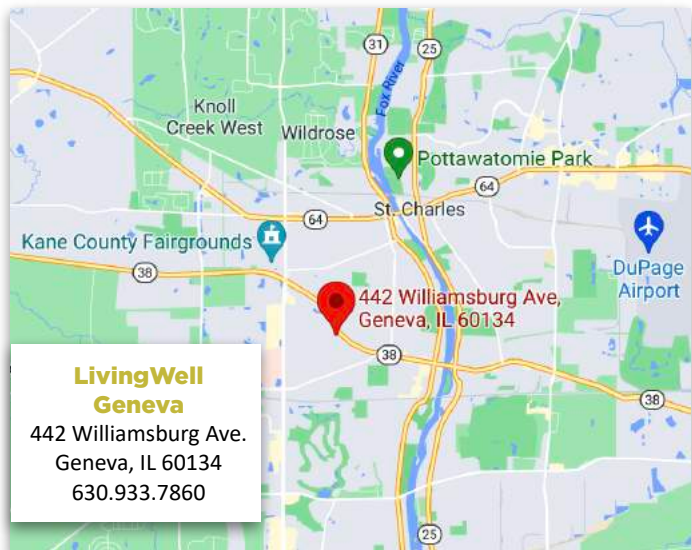 31
25
Fox River
Knoll
Creek West
Wildrose
Pottawatomie Park
64
St. Charles
64
Kane County Fairgrounds
38
DuPage
Airport
442 Williamsburg Ave,
Geneva, IL 60134
38
38
LivingWell
Geneva
442 Williamsburg Ave.
Geneva, IL 60134
630.933.7860
25